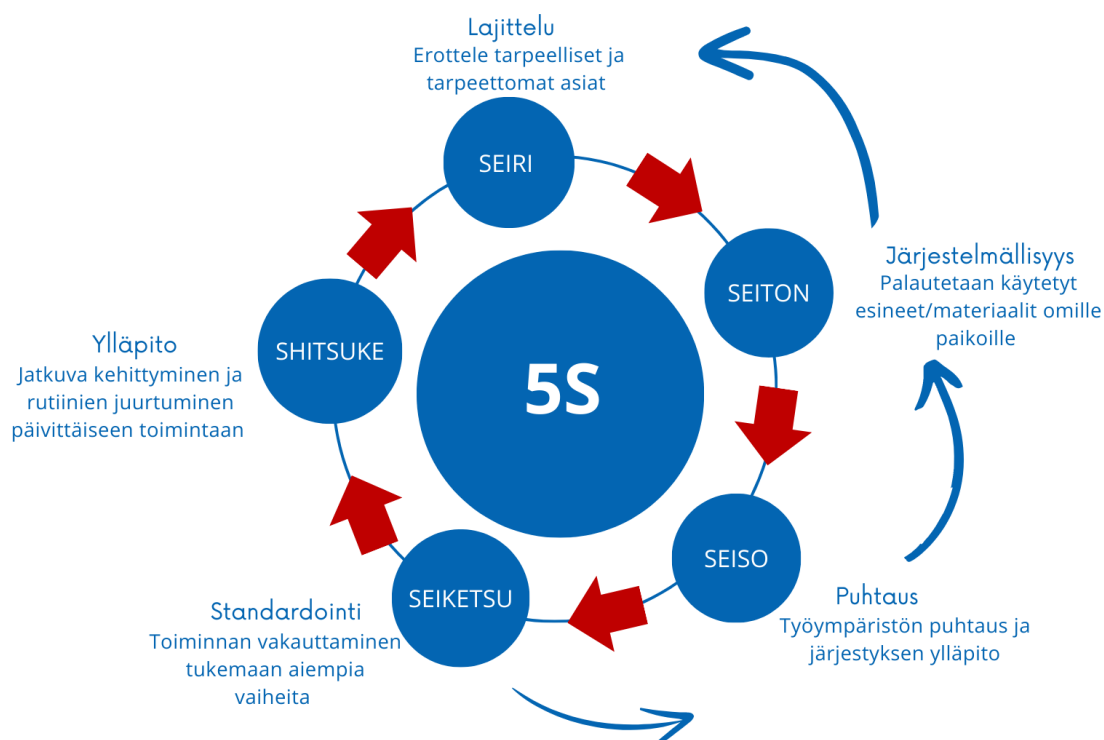 Lajittelu
Erottele tarpeelliset ja
tarpeettomat asiat
SEIRI
SEITON
Järjestelmällisyys
Palautetaan käytetyt
esineet/materiaalit omille
paikoille
SHITSUKE
Ylläpito
Jatkuva kehittyminen ja
rutiinien juurtuminen
päivittäiseen toimintaan
5S
SEISO
Puhtaus
Työympäristön puhtaus ja
järjestyksen ylläpito
SEIKETSU
Standardointi
Toiminnan vakauttaminen
tukemaan aiempia
vaiheita